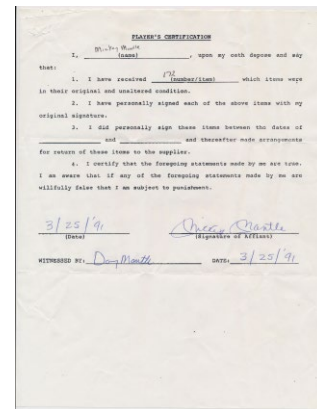 PLAYER'S CERTIFICATION
Mickey Mantle
I, (name), upon my oath depose and say
that:
1. I have received (number/item) which items were
in their original and unaltered condition.
2. I have personally signed each of the above items with my
original signature.
3. I did personally sign these items between the dates of
and and thereafter made arrangements
for return of these items to the supplier.
4. I certify that the foregoing statements made by me are true.
I am aware that if any of the foregoing statements made by me are
willfully false that I am subject to punishment.
3/25/91 Mickey Mantle
(Date) (Signature of Affiant)
WITNESSED BY: Mantle DATE: 3/25/91